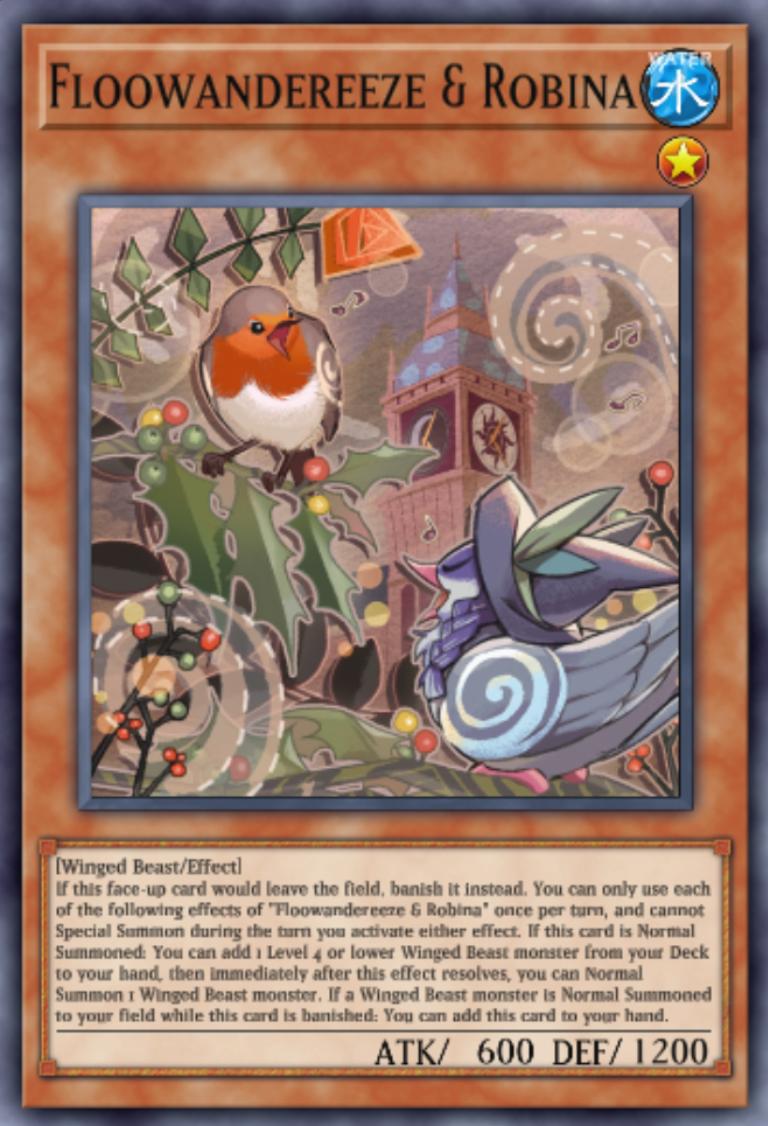 FLOOWANDEREEZE & ROBINA
WATER
水
[Winged Beast/Effect]
If this face-up card would leave the field, banish it instead. You can only use each
of the following effects of "Floowandereeze & Robina" once per turn, and cannot
Special Summon during the turn you activate either effect. If this card is Normal
Summoned: You can add 1 Level 4 or lower Winged Beast monster from your Deck
to your hand, then immediately after this effect resolves, you can Normal
Summon 1 Winged Beast monster. If a Winged Beast monster is Normal Summoned
to your field while this card is banished: You can add this card to your hand.
ATK/ 600 DEF/ 1200